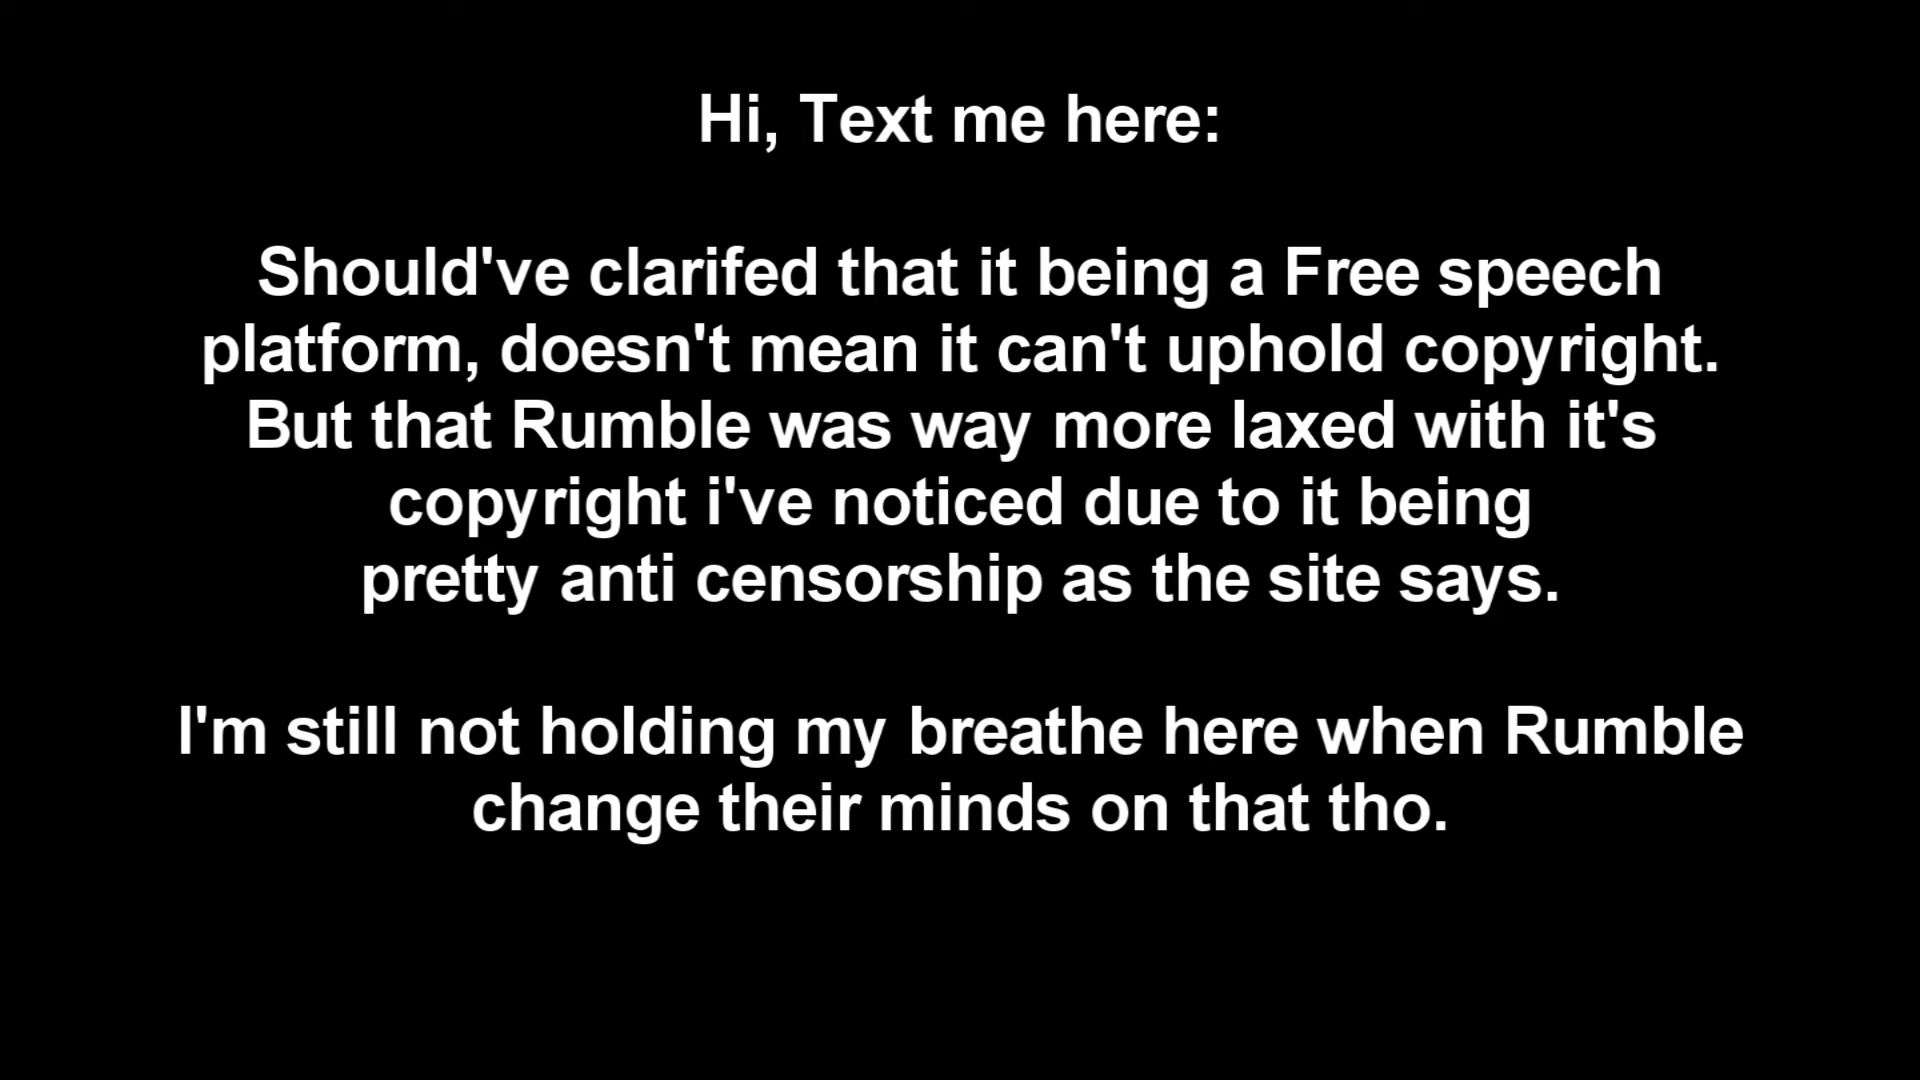 Hi, Text me here:
Should've clarifed that it being a Free speech
platform, doesn't mean it can't uphold copyright.
But that Rumble was way more laxed with it's
copyright i've noticed due to it being
pretty anti censorship as the site says.
I'm still not holding my breathe here when Rumble
change their minds on that tho.